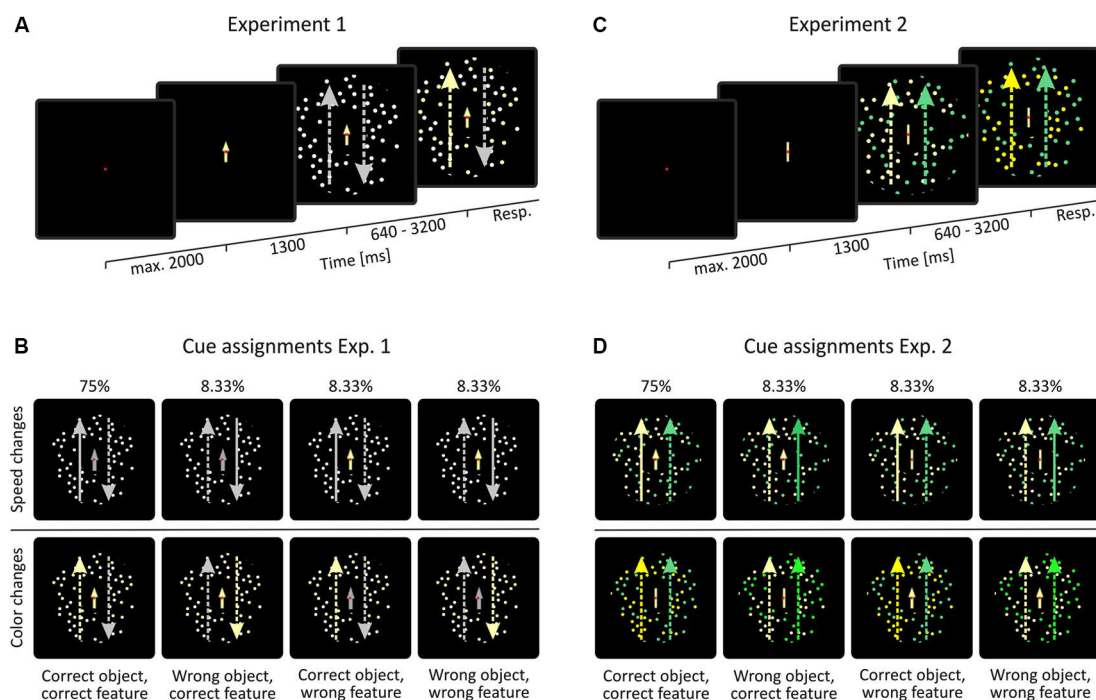 A
Experiment 1
max. 2000
1300
640 - 3200
Resp.
Time [ms]
B
Cue assignments Exp. 1
75%
8.33%
8.33%
8.33%
Speed changes
Color changes
Correct object,
correct feature
Wrong object,
correct feature
Correct object,
wrong feature
Wrong object,
wrong feature
C
Experiment 2
max. 2000
1300
640 - 3200
Resp.
Time [ms]
D
Cue assignments Exp. 2
75%
8.33%
8.33%
8.33%
Speed changes
Color changes
Correct object,
correct feature
Wrong object,
correct feature
Correct object,
wrong feature
Wrong object,
wrong feature